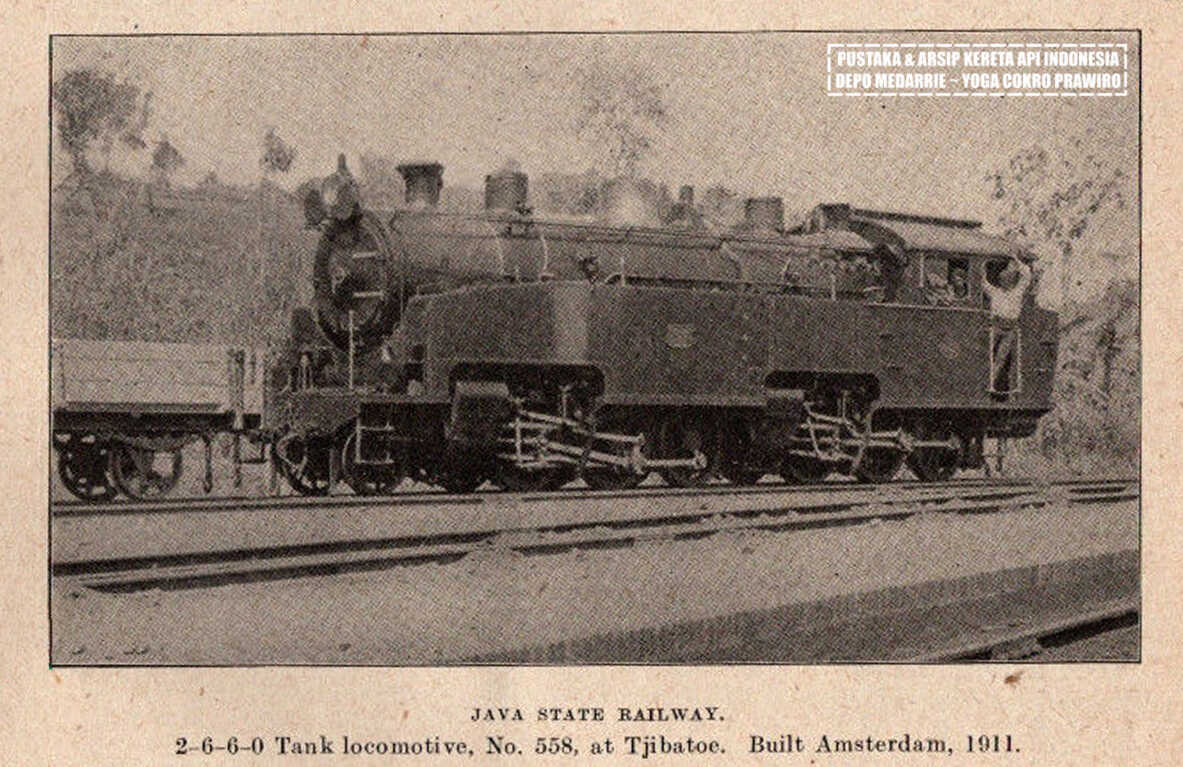 PUSTAKA & ARSIP KERETA API INDONESIA
DEPO MEDARRIE ~ YOGA COKRO PRAWIRO
JAVA STATE RAILWAY.
2-6-6-0 Tank locomotive, No. 558, at Tjibatoe. Built Amsterdam, 1911.